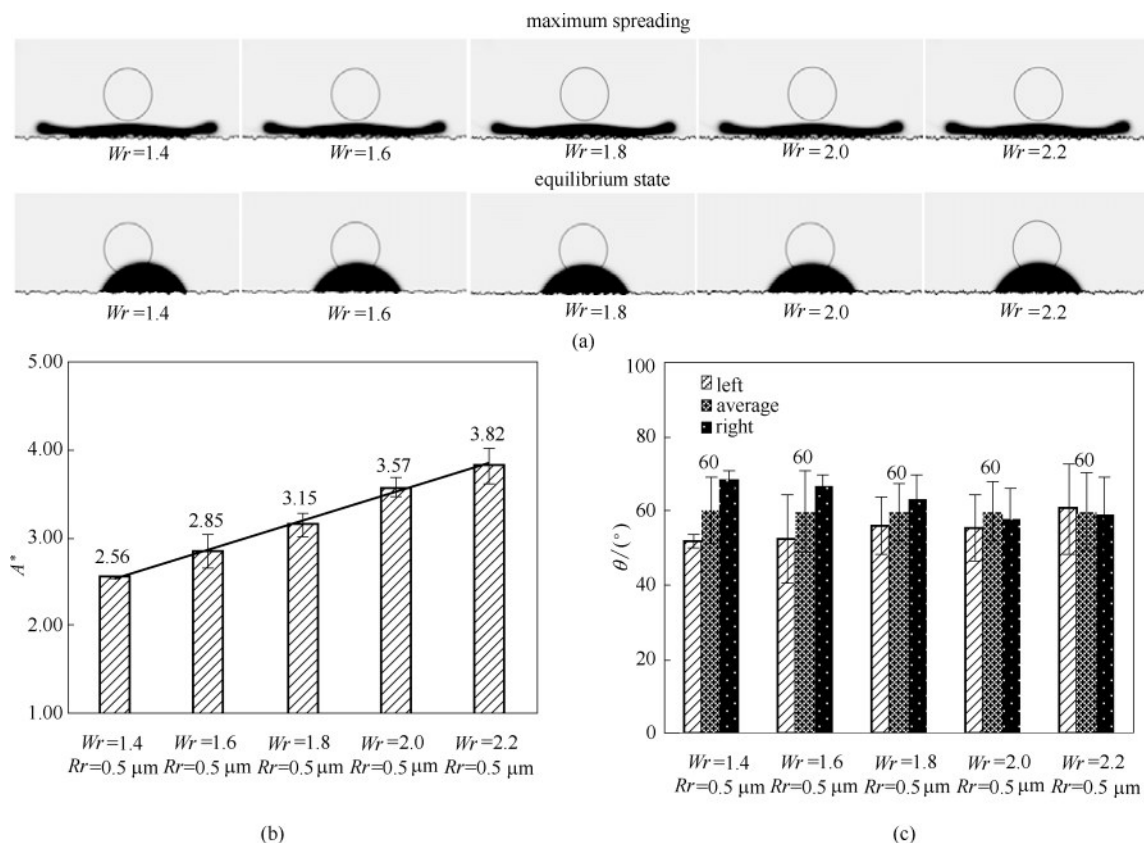 maximum spreading
Wr=1.4 Wr=1.6 Wr=1.8 Wr=2.0 Wr=2.2
equilibrium state
Wr=1.4 Wr=1.6 Wr=1.8 Wr=2.0 Wr=2.2
(a)
5.00
4.00
3.00
2.00
1.00
A*
2.56 2.85 3.15 3.57 3.82
Wr=1.4 Wr=1.6 Wr=1.8 Wr=2.0 Wr=2.2
Rr=0.5 μm Rr=0.5 μm Rr=0.5 μm Rr=0.5 μm Rr=0.5 μm
(b)
100
80
60
40
20
0
θ/(°)
left
average
right
60 60 60 60 60
Wr=1.4 Wr=1.6 Wr=1.8 Wr=2.0 Wr=2.2
Rr=0.5 μm Rr=0.5 μm Rr=0.5 μm Rr=0.5 μm Rr=0.5 μm
(c)